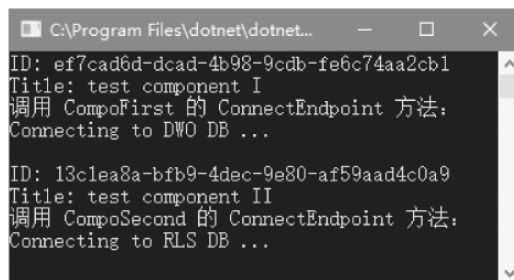 C:\Program Files\dotnet\dotnet...
ID: ef7cad6d-dcad-4b98-9cdb-fe6c74aa2cb1
Title: test component I
调用 CompoFirst 的 ConnectEndpoint 方法：
Connecting to DWO DB ...
ID: 13c1ea8a-bfb9-4dec-9e80-af59aad4c0a9
Title: test component II
调用 CompoSecond 的 ConnectEndpoint 方法：
Connecting to RLS DB ...